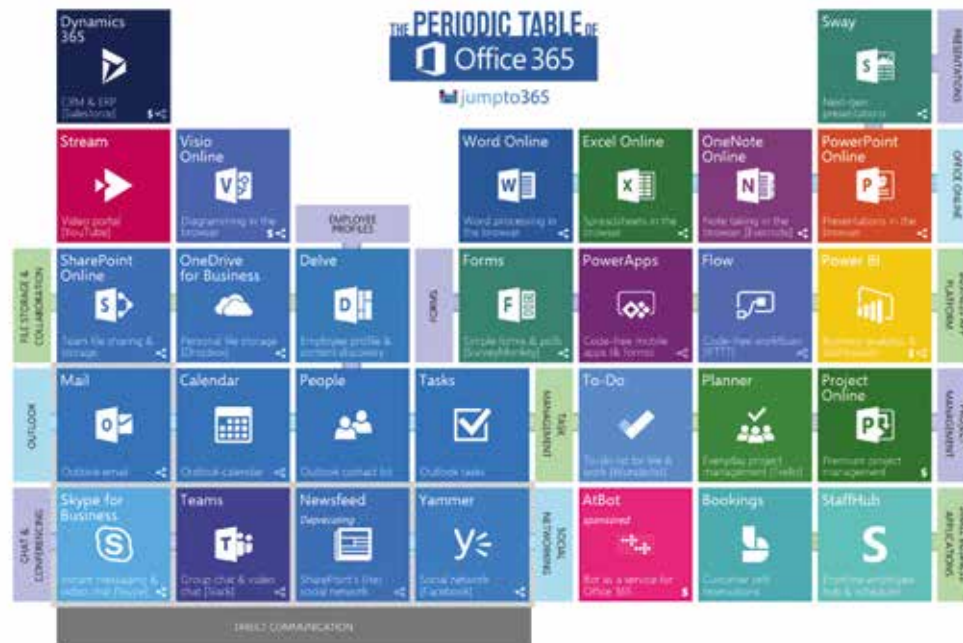 THE PERIODIC TABLE OF
Office 365
jumpto365
Dynamics
365
CRM & ERP
[Salesforce]
$
Sway
Next-gen
presentations
PRESENTATIONS
Stream
Video portal
[YouTube]
Visio
Online
Diagramming in the
browser
$
Word Online
Word processing in
the browser
Excel Online
Spreadsheets in the
browser
OneNote
Online
Note taking in the
browser [Evernote]
PowerPoint
Online
Presentations in the
browser
OFFICE ONLINE
EMPLOYEE
PROFILES
FILE STORAGE &
COLLABORATION
SharePoint
Online
Team file sharing &
storage
OneDrive
for Business
Personal file storage
[Dropbox]
Delve
Employee profile &
content discovery
FORMS
Forms
Simple forms & polls
[SurveyMonkey]
PowerApps
Code-free mobile
apps & forms
Flow
Code-free workflow
[IFTTT]
Power BI
Business analytics &
$
PLATFORM
OUTLOOK
Mail
Outlook email
Calendar
Outlook calendar
People
Outlook contact list
Tasks
Outlook tasks
TASK
MANAGEMENT
To-Do
To-do list for life &
work [Wunderlist]
Planner
Everyday project
management [Trello]
Project
Online
Premium project
management
$
MANAGEMENT
CHAT &
CONFERENCING
Skype for
Business
Instant messaging &
video chat [Skype]
Teams
Group chat & video
chat [Slack]
Newsfeed
Deprecating
SharePoint's lite
social network
Yammer
Social network
[Facebook]
SOCIAL
NETWORKING
AtBot
sponsored
Bot as a service for
Office 365
$
Bookings
Customer self
reservations
StaffHub
Frontline employee
hub & scheduler
APPLICATIONS
DIRECT COMMUNICATION